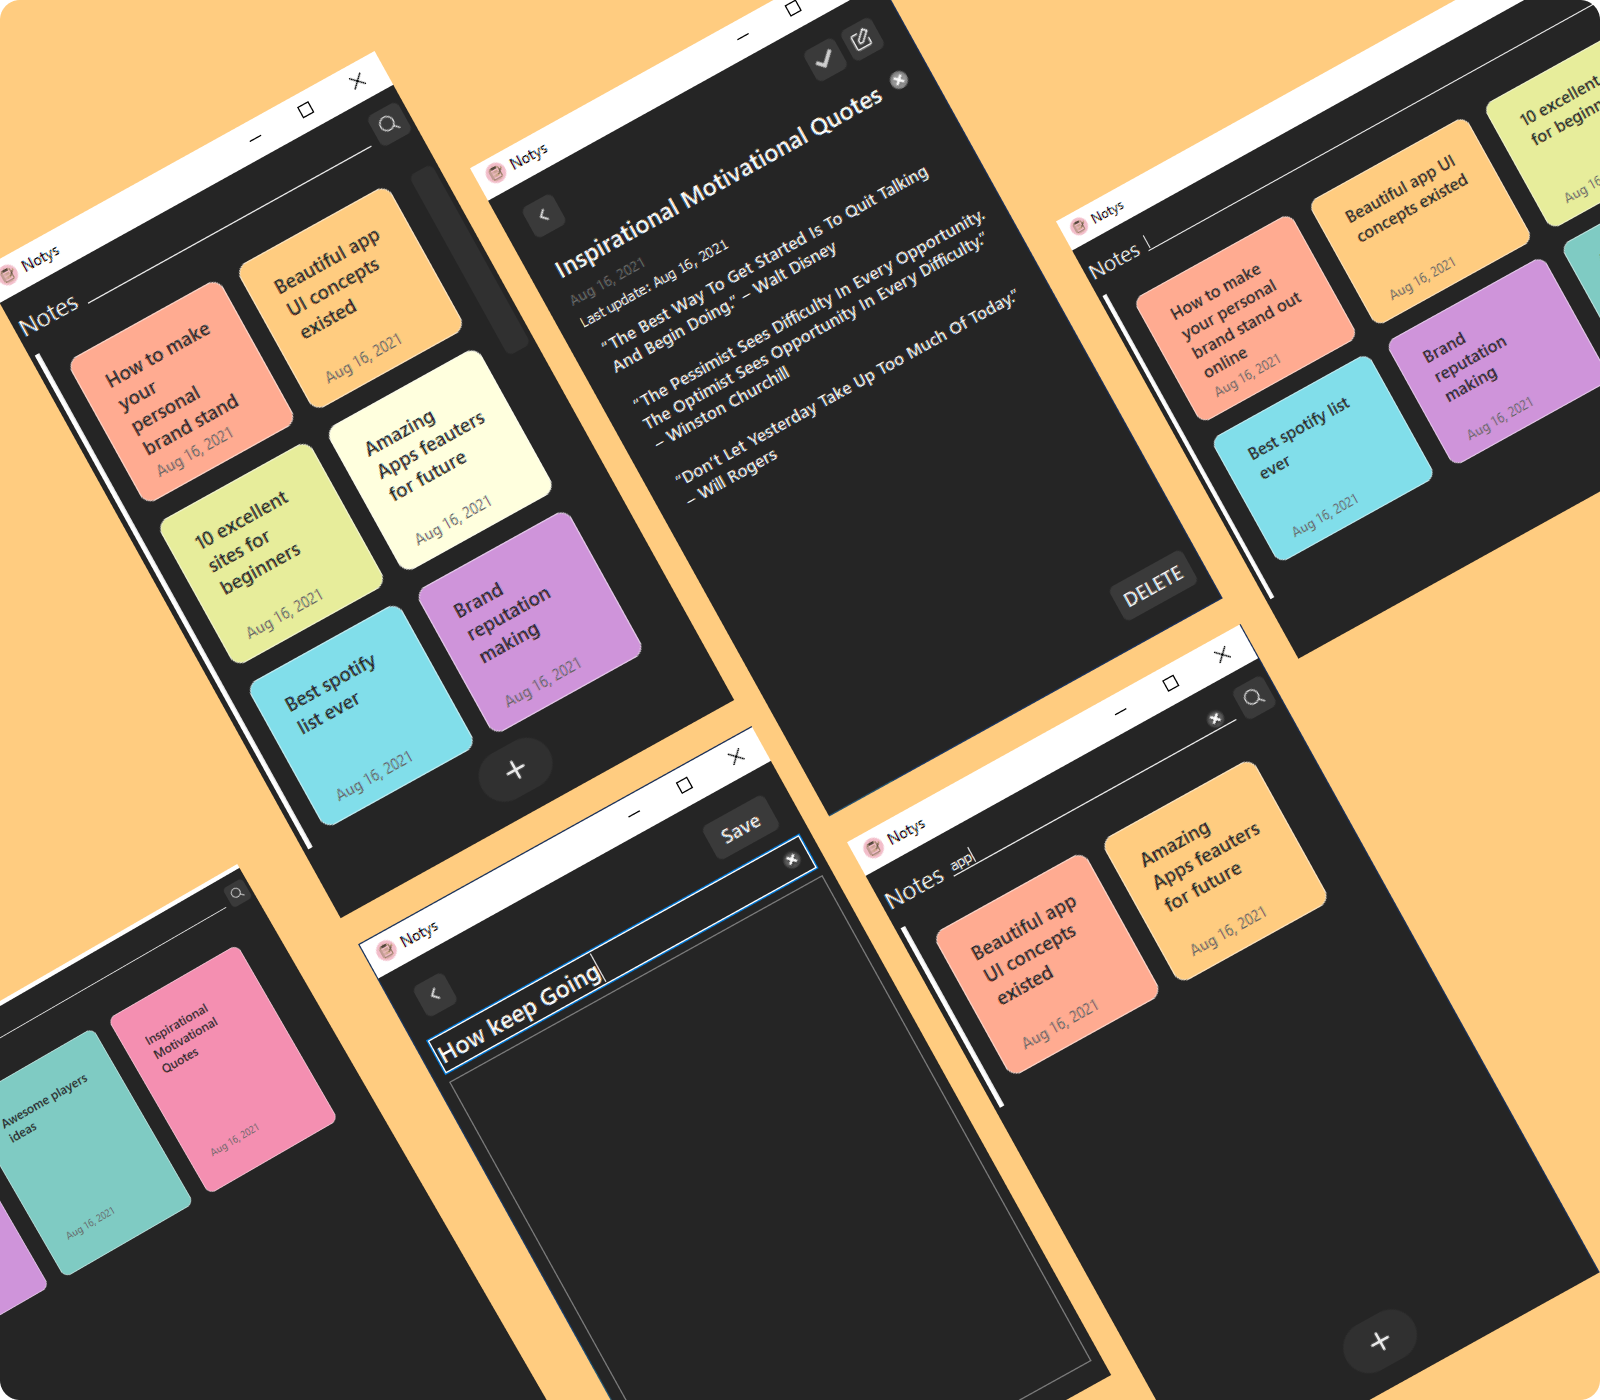 Notys
Notes
How to make
your
personal
brand stand
Aug 16, 2021
Beautiful app
UI concepts
existed
Aug 16, 2021
10 excellent
sites for
beginners
Aug 16, 2021
Amazing
Apps feauters
for future
Aug 16, 2021
Best spotify
list ever
Aug 16, 2021
Brand
reputation
making
Aug 16, 2021
Notys
Inspirational Motivational Quotes
Aug 16, 2021
Last update: Aug 16, 2021
“The Best Way To Get Started Is To Quit Talking
And Begin Doing.” – Walt Disney
“The Pessimist Sees Difficulty In Every Opportunity.
The Optimist Sees Opportunity In Every Difficulty.”
– Winston Churchill
“Don’t Let Yesterday Take Up Too Much Of Today.”
– Will Rogers
DELETE
Notys
Notes
How to make
your personal
brand stand out
online
Aug 16, 2021
Beautiful app UI
concepts existed
Aug 16, 2021
10 excellent
for beginn
Aug 16
Best spotify list
ever
Aug 16, 2021
Brand
reputation
making
Aug 16, 2021
Awesome players
ideas
Aug 16, 2021
Inspirational
Motivational
Quotes
Aug 16, 2021
Notys
Save
How keep Going
Notys
Notes app
Beautiful app
UI concepts
existed
Aug 16, 2021
Amazing
Apps feauters
for future
Aug 16, 2021